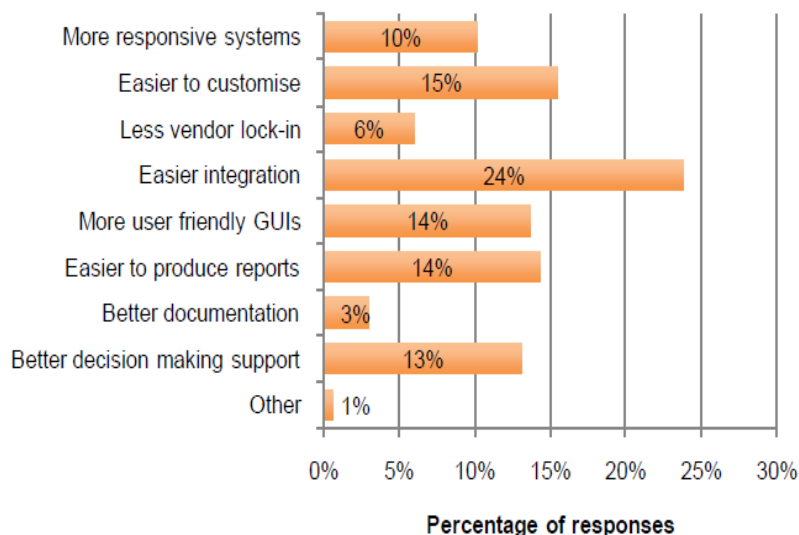 More responsive systems 10%
Easier to customise 15%
Less vendor lock-in 6%
Easier integration 24%
More user friendly GUIs 14%
Easier to produce reports 14%
Better documentation 3%
Better decision making support 13%
Other 1%
0% 5% 10% 15% 20% 25% 30%
Percentage of responses